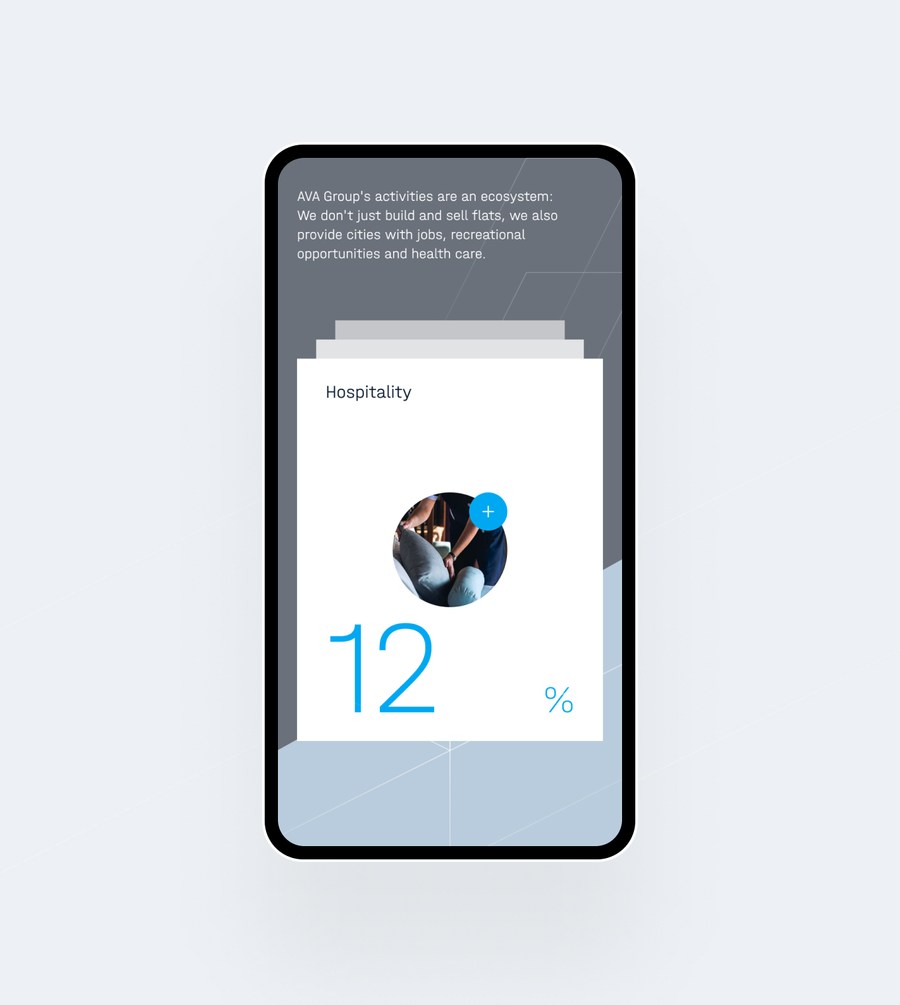 AVA Group's activities are an ecosystem:
We don't just build and sell flats, we also
provide cities with jobs, recreational
opportunities and health care.
Hospitality
+
12 %